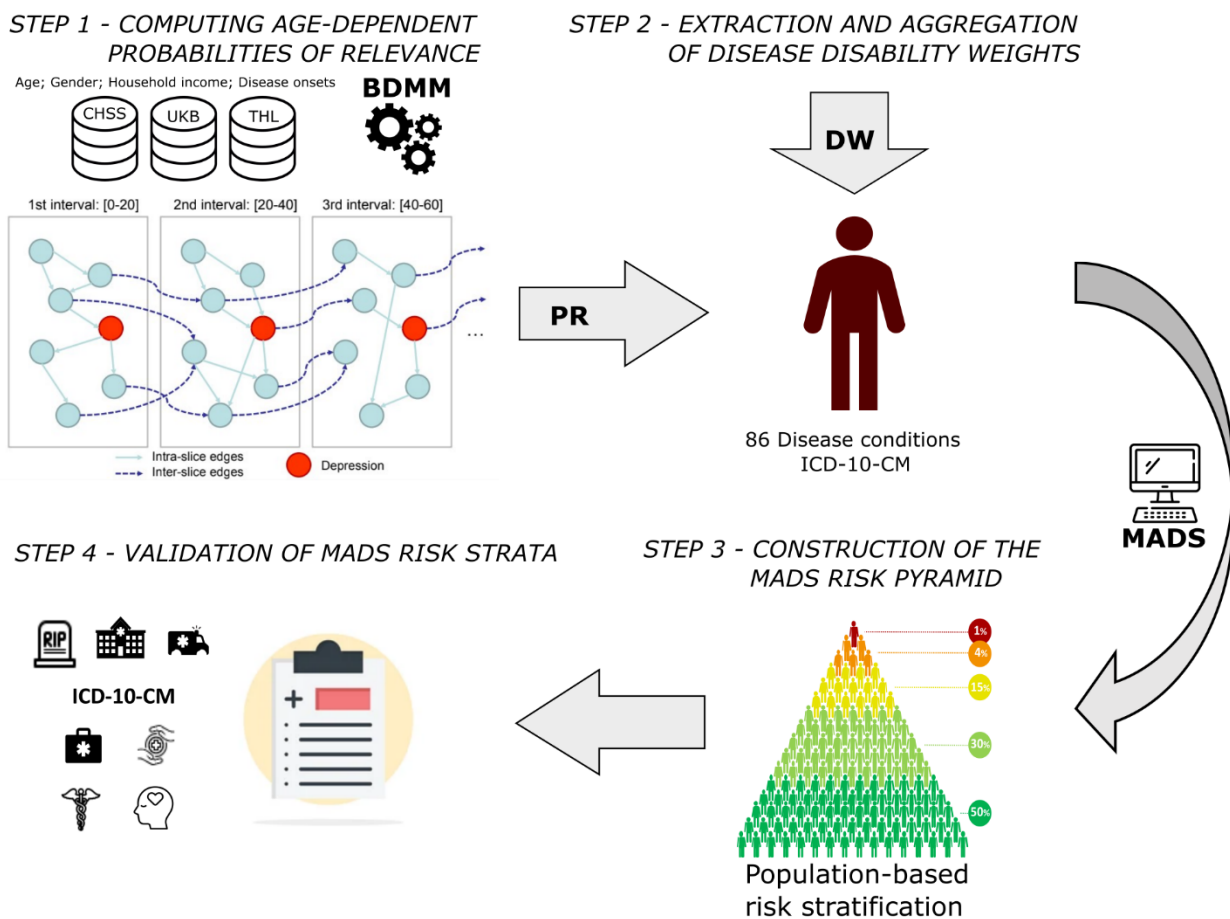 STEP 1 - COMPUTING AGE-DEPENDENT
PROBABILITIES OF RELEVANCE
Age; Gender; Household income; Disease onsets
CHSS
UKB
THL
BDMM
1st interval: [0-20]
2nd interval: [20-40]
3rd interval: [40-60]
...
Intra-slice edges
Inter-slice edges
Depression
PR
STEP 2 - EXTRACTION AND AGGREGATION
OF DISEASE DISABILITY WEIGHTS
DW
86 Disease conditions
ICD-10-CM
MADS
STEP 3 - CONSTRUCTION OF THE
MADS RISK PYRAMID
1%
4%
15%
30%
50%
Population-based
risk stratification
STEP 4 - VALIDATION OF MADS RISK STRATA
RIP
ICD-10-CM